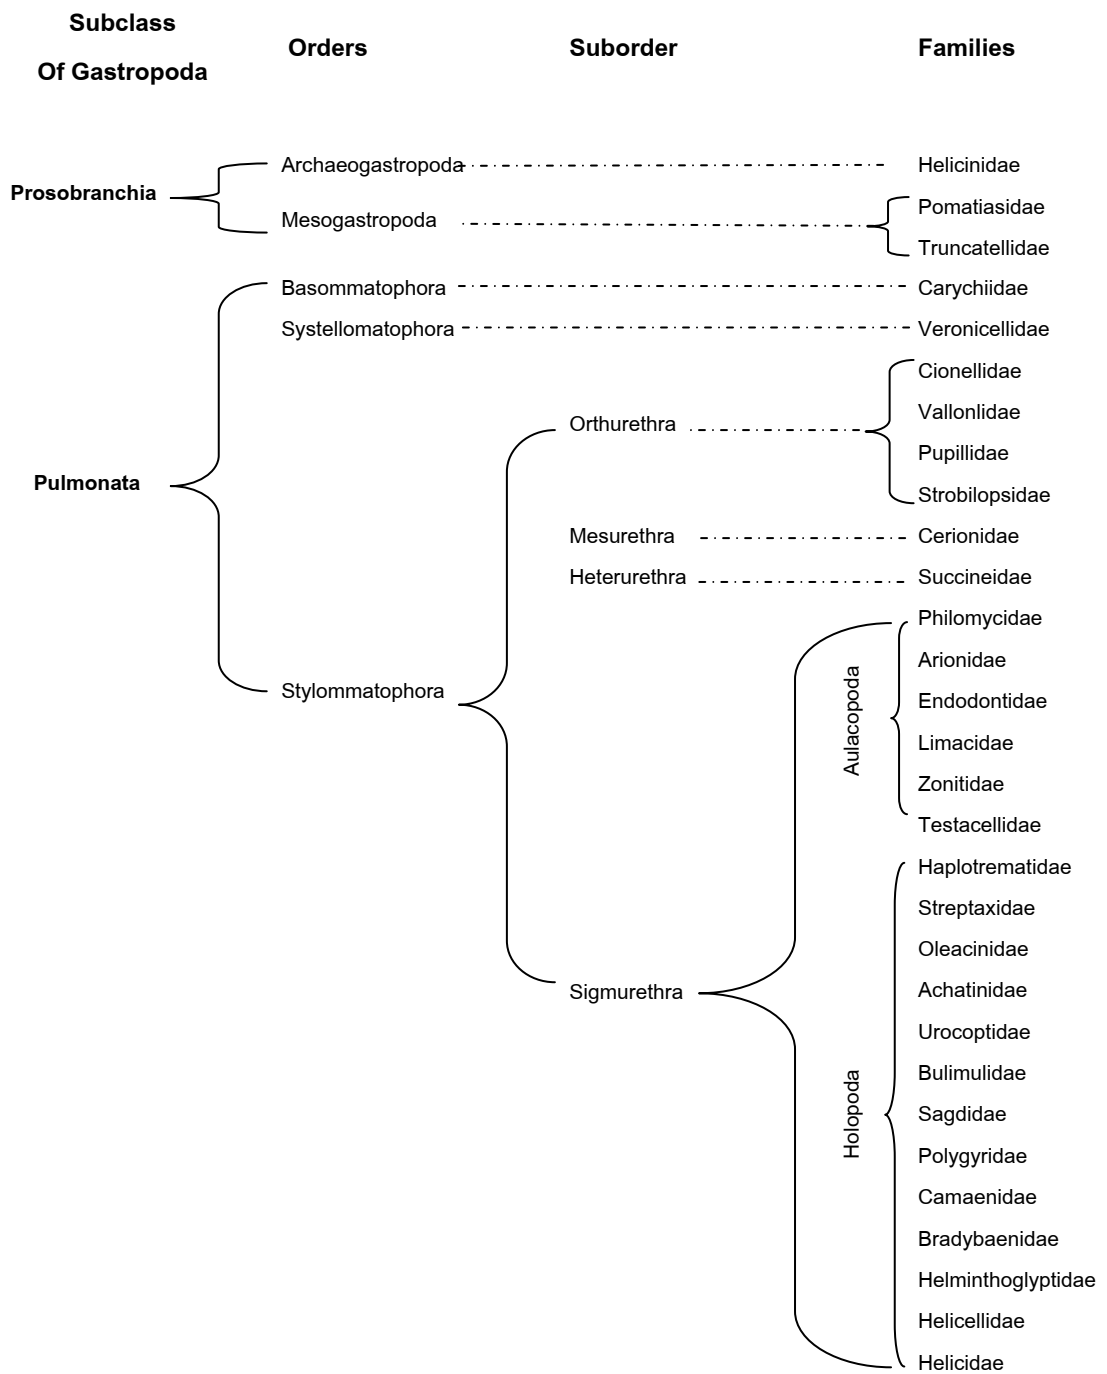 Subclass
Of Gastropoda
Orders
Suborder
Families
Prosobranchia
Archaeogastropoda
Helicinidae
Mesogastropoda
Pomatiasidae
Truncatellidae
Pulmonata
Basommatophora
Carychiidae
Systellomatophora
Veronicellidae
Stylommatophora
Orthurethra
Cionellidae
Vallonlidae
Pupillidae
Strobilopsidae
Mesurethra
Cerionidae
Heterurethra
Succineidae
Sigmurethra
Aulacopoda
Philomycidae
Arionidae
Endodontidae
Limacidae
Zonitidae
Testacellidae
Holopoda
Haplotrematidae
Streptaxidae
Oleacinidae
Achatinidae
Urocoptidae
Bulimulidae
Sagdidae
Polygyridae
Camaenidae
Bradybaenidae
Helminthoglyptidae
Helicellidae
Helicidae